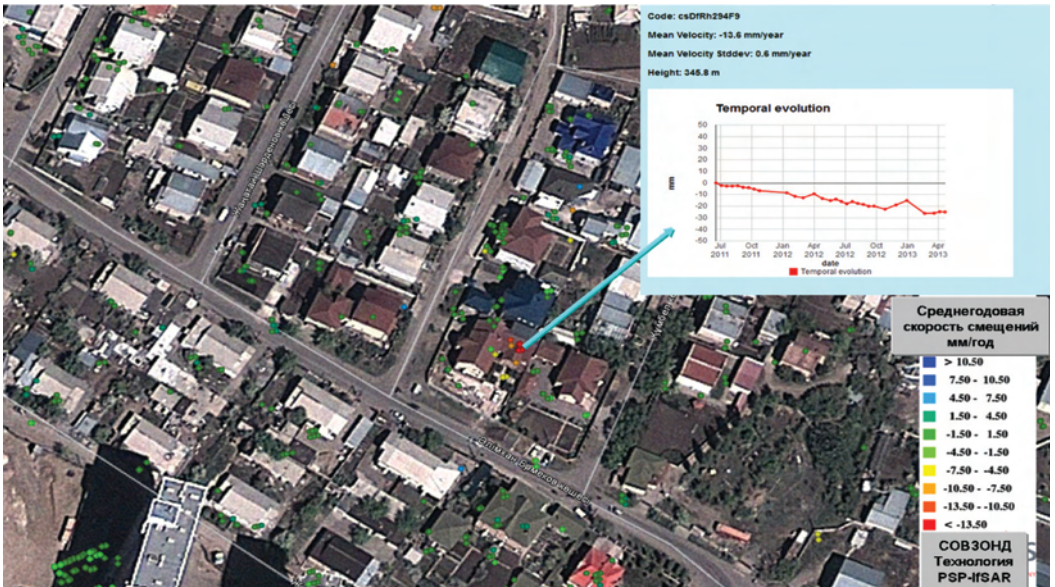 Code: csDfRh294F9
Mean Velocity: -13.6 mm/year
Mean Velocity Stddev: 0.6 mm/year
Height: 345.8 m
Temporal evolution
mm
50
40
30
20
10
0
-10
-20
-30
-40
-50
Jul Oct Jan Apr Jul Oct Jan Apr
2011 2011 2012 2012 2012 2012 2013 2013
date
Temporal evolution
Среднегодовая
скорость смещений
мм/год
> 10.50
7.50 - 10.50
4.50 - 7.50
1.50 - 4.50
-1.50 - 1.50
-4.50 - -1.50
-7.50 - -4.50
-10.50 - -7.50
-13.50 - -10.50
< -13.50
СОВЗОНД
Технология
PSP-IfSAR